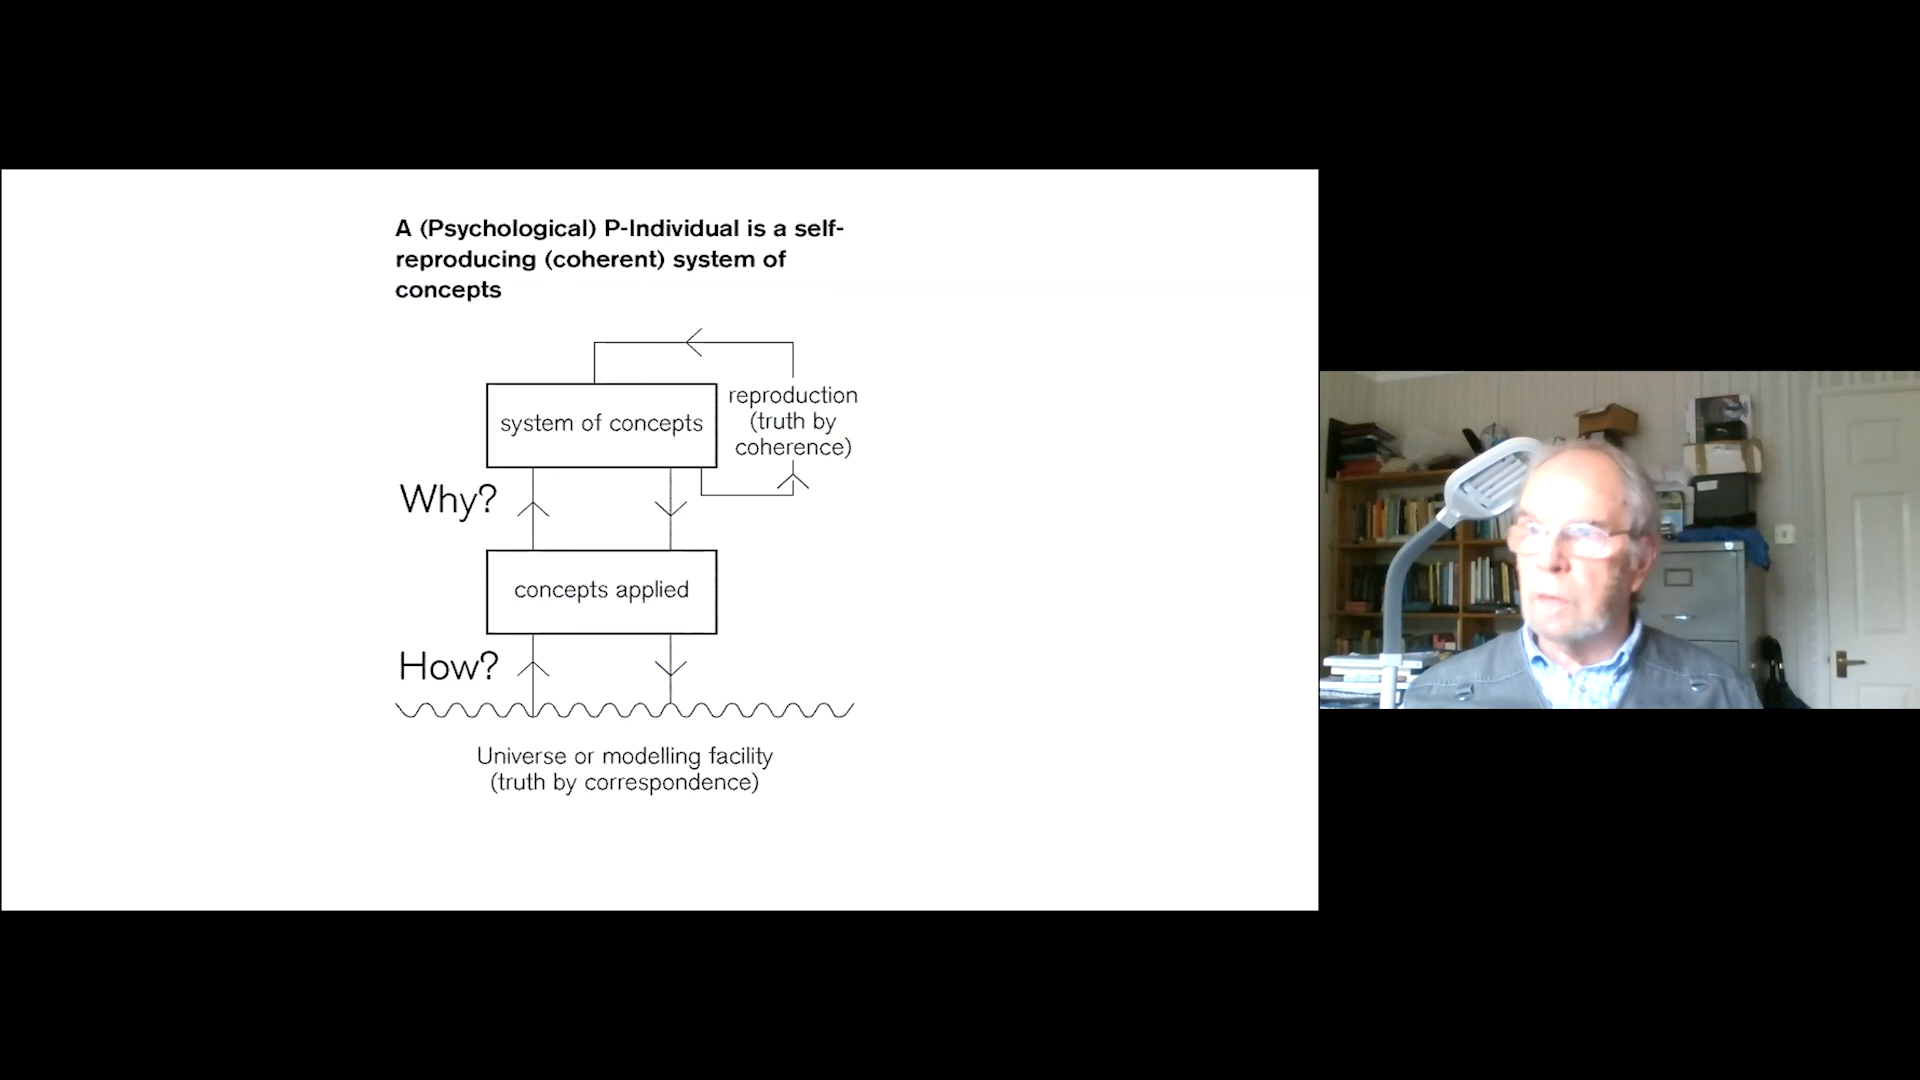 A (Psychological) P-Individual is a self-
reproducing (coherent) system of
concepts
system of concepts
reproduction
(truth by
coherence)
Why?
concepts applied
How?
Universe or modelling facility
(truth by correspondence)